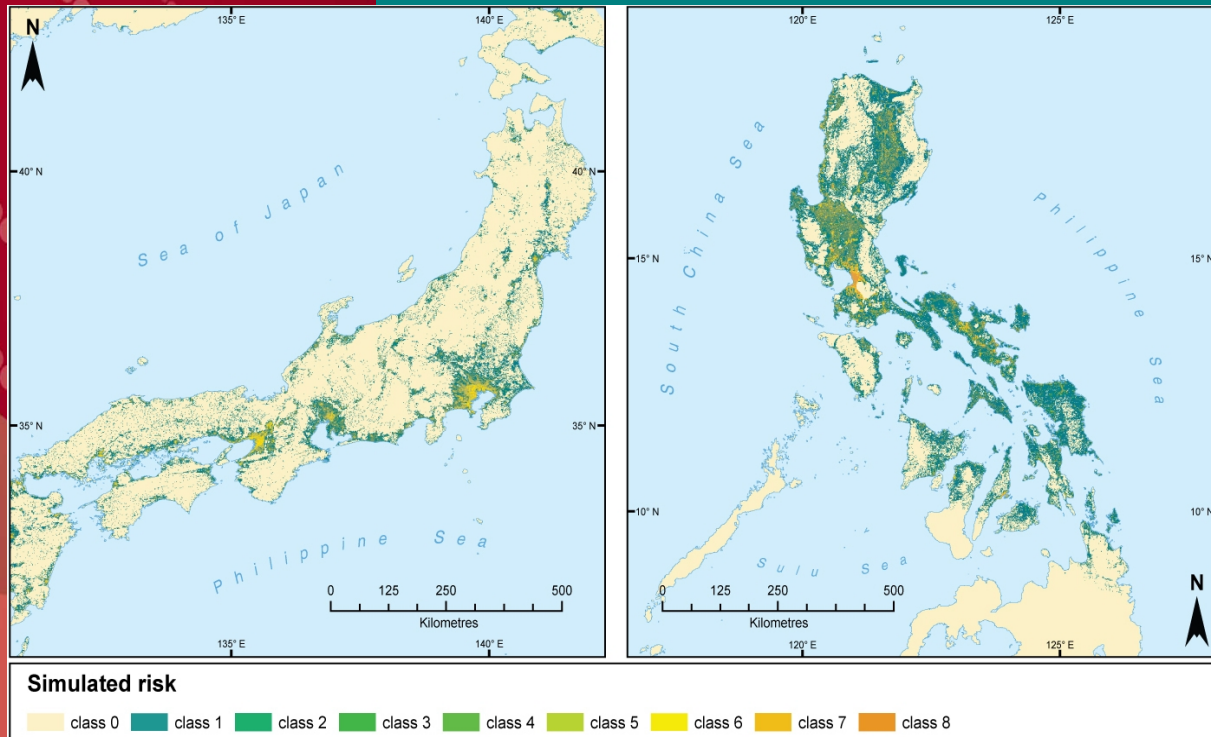 135° E
140° E
N
40° N
40° N
Sea of Japan
35° N
35° N
Philippine Sea
0 125 250 500
Kilometres
135° E
140° E
120° E
125° E
South China Sea
Philippine Sea
15° N
15° N
10° N
10° N
Sulu Sea
N
0 125 250 500
Kilometres
120° E
125° E
Simulated risk
class 0 class 1 class 2 class 3 class 4 class 5 class 6 class 7 class 8